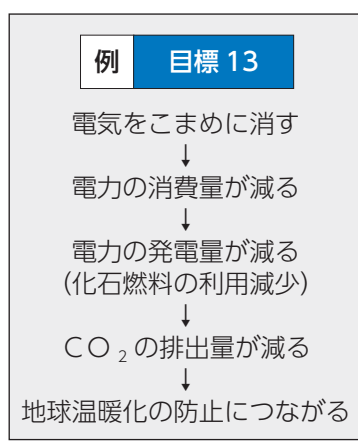 例 目標 13
電気をこまめに消す
↓
電力の消費量が減る
↓
電力の発電量が減る
(化石燃料の利用減少)
↓
CO₂の排出量が減る
↓
地球温暖化の防止につながる